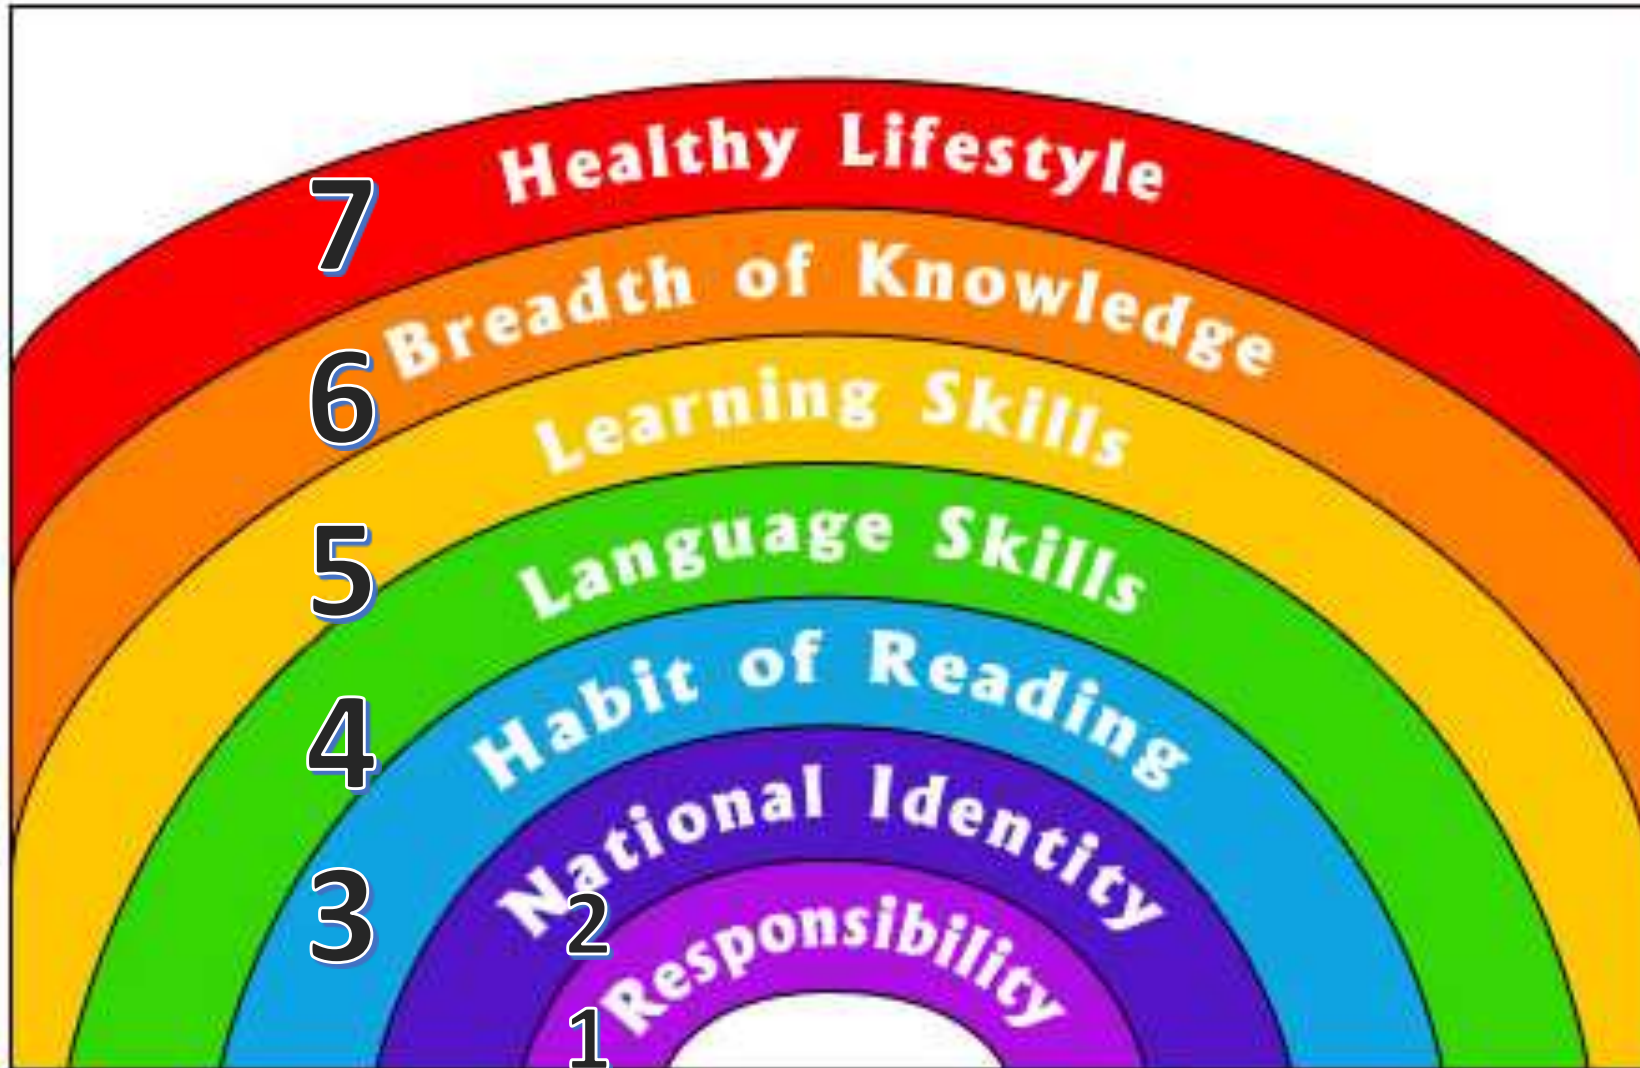 Healthy Lifestyle
7
Breadth of Knowledge
6
Learning Skills
5
Language Skills
4
Habit of Reading
3
National Identity
2
Responsibility
1